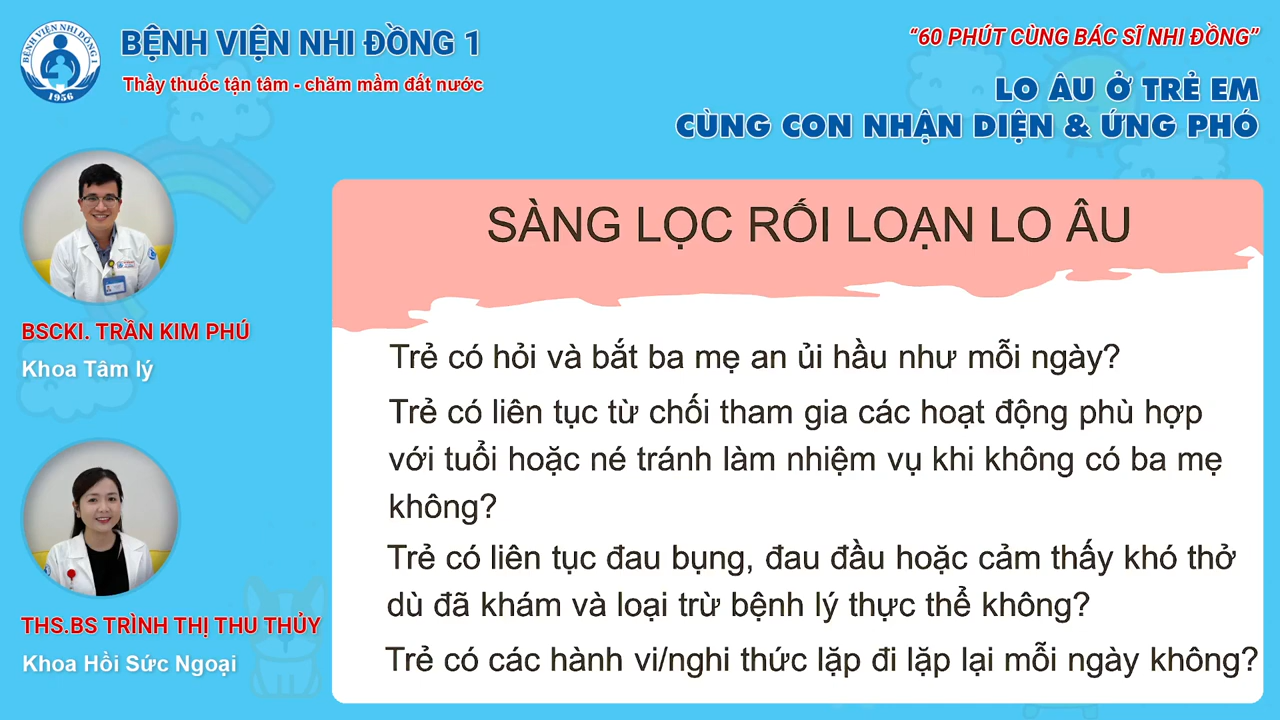 BỆNH VIỆN NHI ĐỒNG 1
1956
BỆNH VIỆN NHI ĐỒNG 1
Thầy thuốc tận tâm - chăm mầm đất nước
“60 PHÚT CÙNG BÁC SĨ NHI ĐỒNG”
LO ÂU Ở TRẺ EM
CÙNG CON NHẬN DIỆN & ỨNG PHÓ
BSCKI. TRẦN KIM PHÚ
Khoa Tâm lý
THS.BS TRÌNH THỊ THU THỦY
Khoa Hồi Sức Ngoại
SÀNG LỌC RỐI LOẠN LO ÂU
Trẻ có hỏi và bắt ba mẹ an ủi hầu như mỗi ngày?
Trẻ có liên tục từ chối tham gia các hoạt động phù hợp
với tuổi hoặc né tránh làm nhiệm vụ khi không có ba mẹ
không?
Trẻ có liên tục đau bụng, đau đầu hoặc cảm thấy khó thở
dù đã khám và loại trừ bệnh lý thực thể không?
Trẻ có các hành vi/nghi thức lặp đi lặp lại mỗi ngày không?